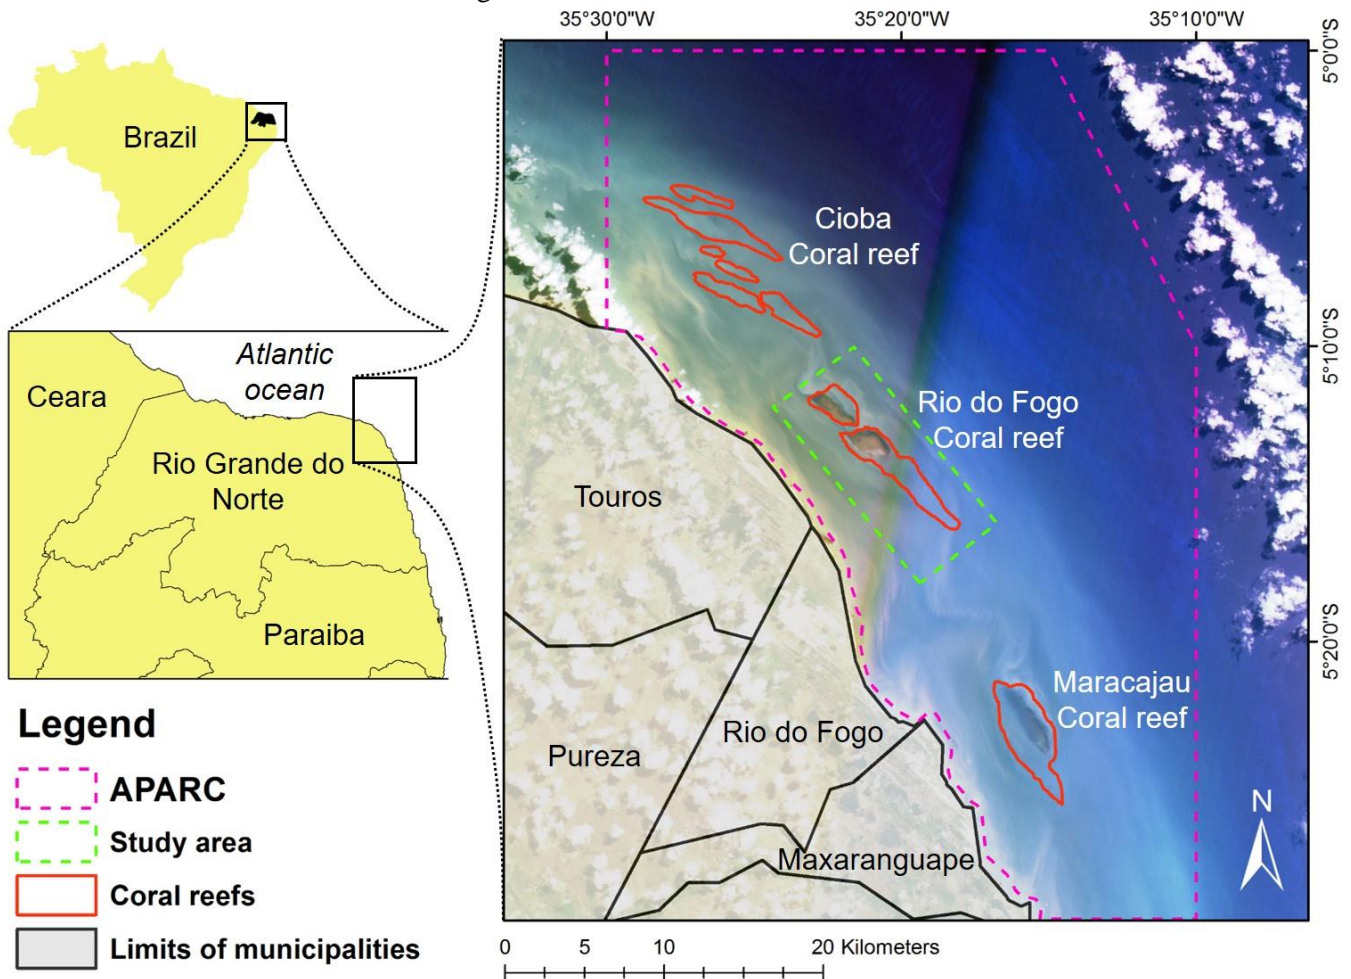 35°30'0"W
35°20'0"W
35°10'0"W
5°0'0"S
5°10'0"S
5°20'0"S
Brazil
Atlantic
ocean
Ceara
Rio Grande do
Norte
Paraiba
Cioba
Coral reef
Rio do Fogo
Coral reef
Maracajau
Coral reef
Touros
Pureza
Rio do Fogo
Maxaranguape
N
Legend
APARC
Study area
Coral reefs
Limits of municipalities
0 5 10 20 Kilometers